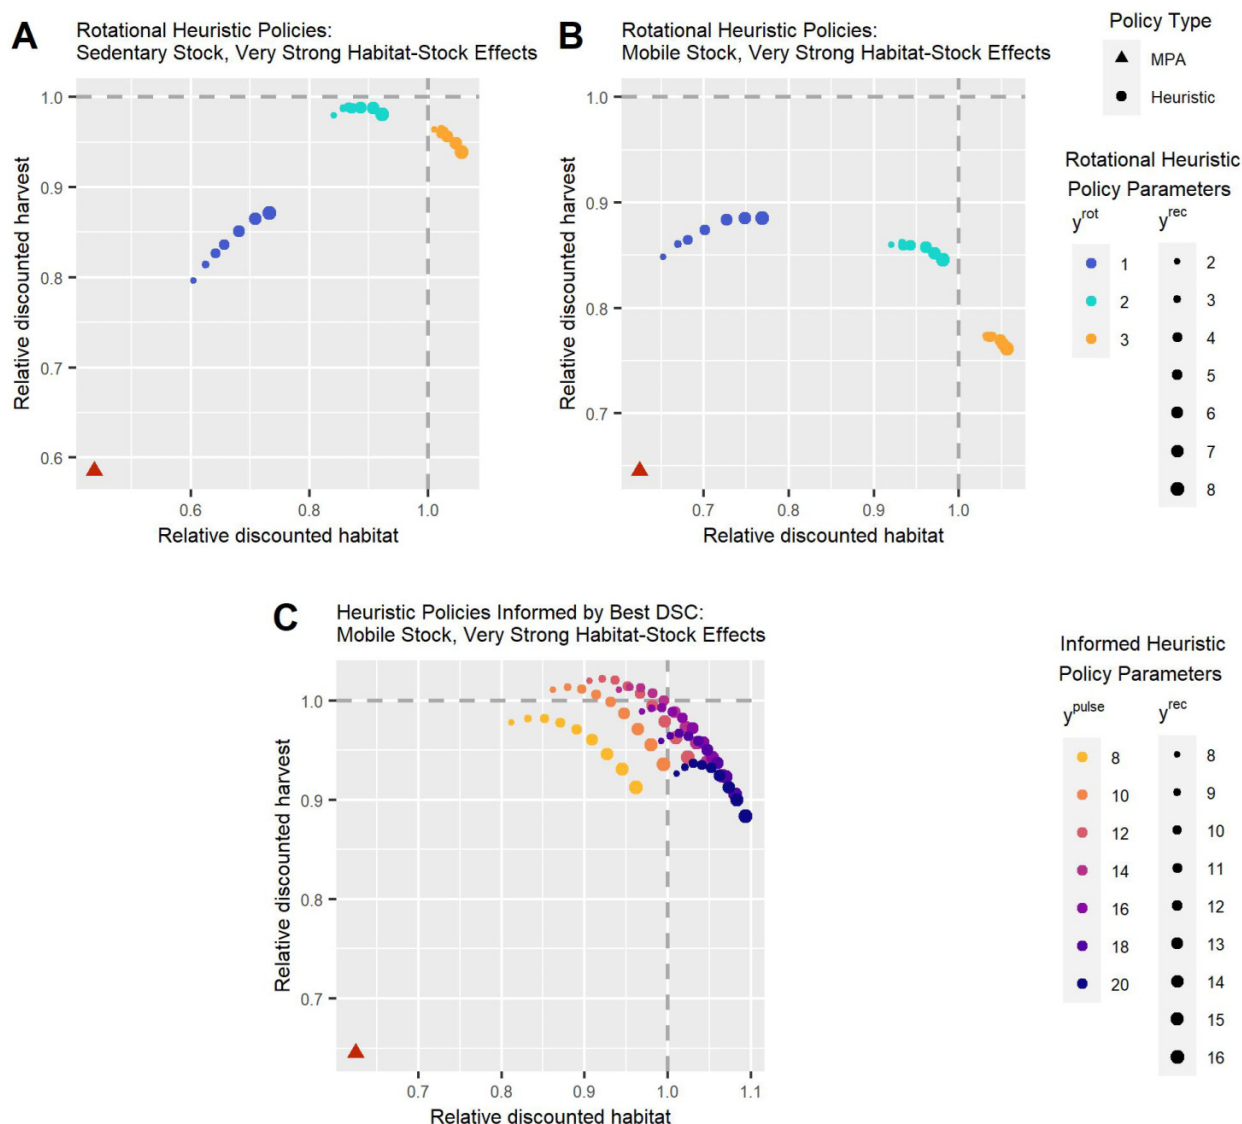 A
Rotational Heuristic Policies:
Sedentary Stock, Very Strong Habitat-Stock Effects
Relative discounted harvest
1.0
0.9
0.8
0.7
0.6
0.6
0.8
1.0
Relative discounted habitat
B
Rotational Heuristic Policies:
Mobile Stock, Very Strong Habitat-Stock Effects
Relative discounted harvest
1.0
0.9
0.8
0.7
0.7
0.8
0.9
1.0
Relative discounted habitat
Policy Type
MPA
Heuristic
Rotational Heuristic
Policy Parameters
y^rot
1
2
3
y^rec
2
3
4
5
6
7
8
C
Heuristic Policies Informed by Best DSC:
Mobile Stock, Very Strong Habitat-Stock Effects
Relative discounted harvest
1.0
0.9
0.8
0.7
0.7
0.8
0.9
1.0
1.1
Relative discounted habitat
Informed Heuristic
Policy Parameters
y^pulse
8
10
12
14
16
18
20
y^rec
8
9
10
11
12
13
14
15
16